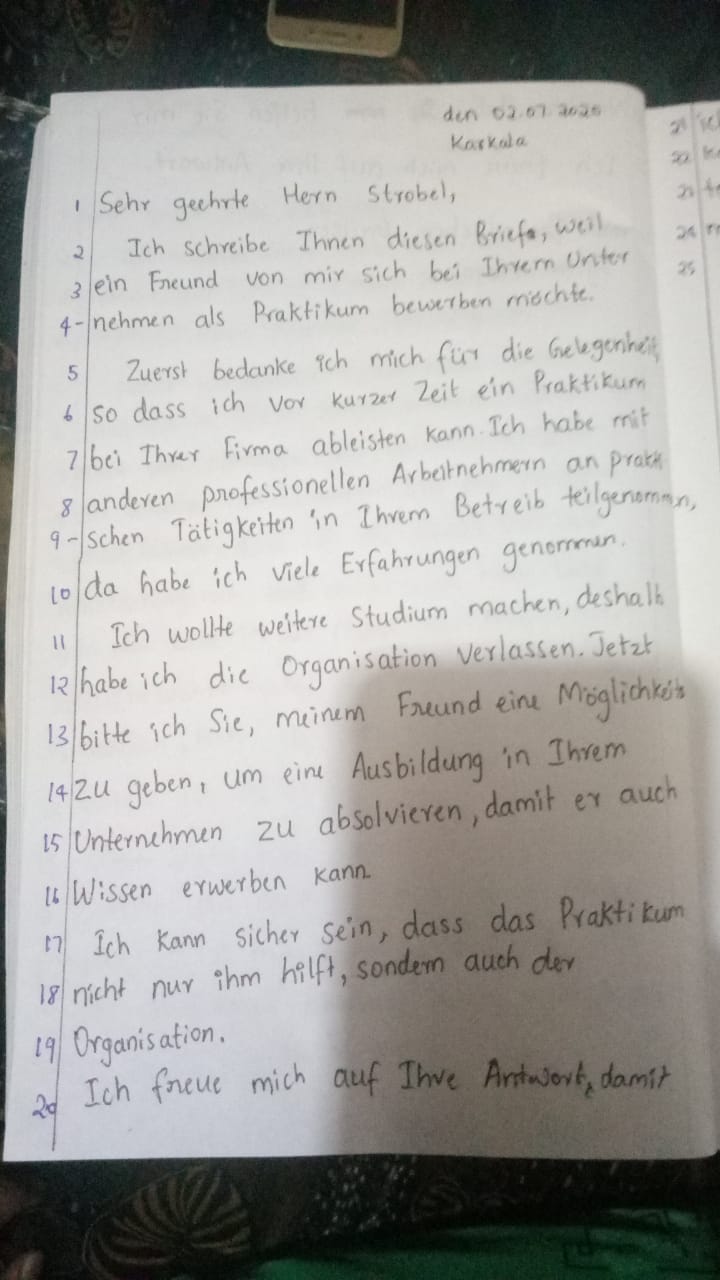 den 02.07.2025
Karkala
1 Sehr geehrte Hern Strobel,
2 Ich schreibe Ihnen diesen Briefe, weil
3 ein Freund von mir sich bei Ihrem Unter
4 - nehmen als Praktikum bewerben möchte.
5 Zuerst bedanke ich mich für die Gelegenheit,
6 so dass ich vor kurzer Zeit ein Praktikum
7 bei Ihrer Firma ableisten kann. Ich habe mit
8 anderen professionellen Arbeitnehmern an prakti
9 - schen Tätigkeiten in Ihrem Betreib teilgenommen,
10 da habe ich viele Erfahrungen genommen.
11 Ich wollte weitere Studium machen, deshalb
12 habe ich die Organisation verlassen. Jetzt
13 bitte ich Sie, meinem Freund eine Möglichkeit
14 zu geben, um eine Ausbildung in Ihrem
15 Unternehmen zu absolvieren, damit er auch
16 Wissen erwerben kann
17 Ich kann sicher sein, dass das Praktikum
18 nicht nur ihm hilft, sondern auch der
19 Organisation.
20 Ich freue mich auf Ihre Antwort, damit
21
22
23
24
25